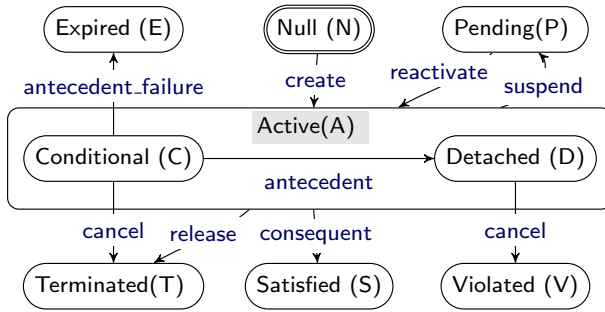 Expired (E)
Null (N)
Pending(P)
antecedent_failure
create
reactivate
suspend
Active(A)
Conditional (C)
Detached (D)
antecedent
cancel
release
consequent
cancel
Terminated(T)
Satisfied (S)
Violated (V)